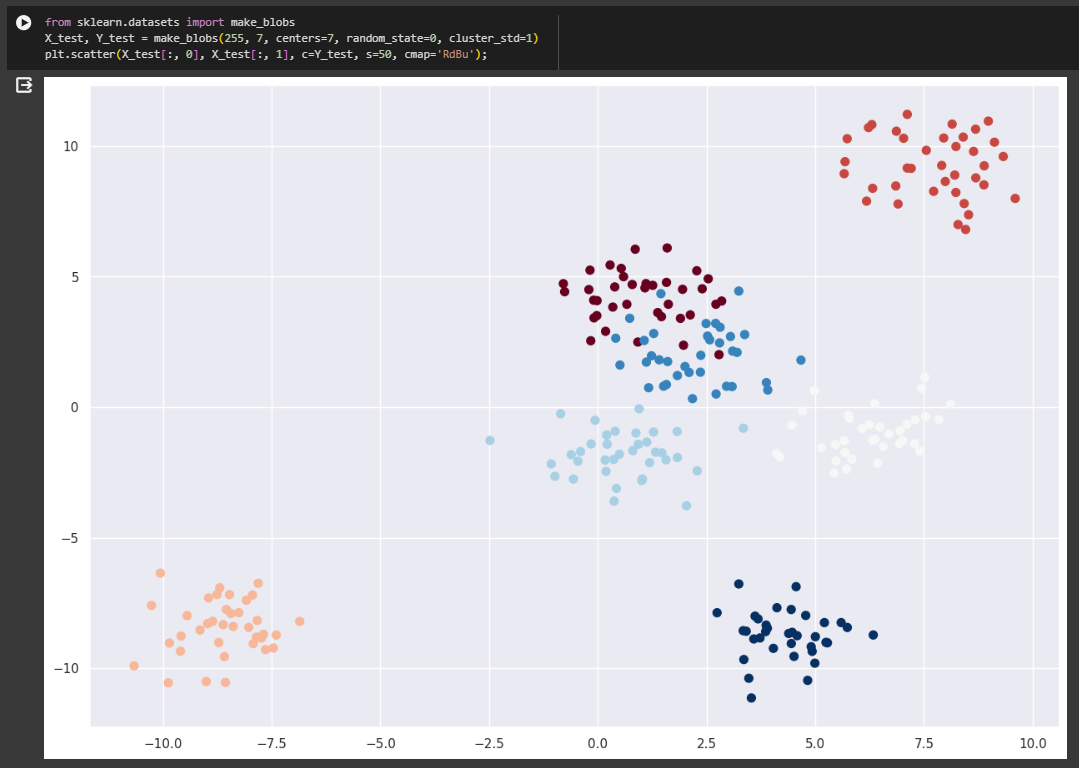 from sklearn.datasets import make_blobs
X_test, Y_test = make_blobs(255, 7, centers=7, random_state=0, cluster_std=1)
plt.scatter(X_test[:, 0], X_test[:, 1], c=Y_test, s=50, cmap='RdBu');
10
5
0
−5
−10
−10.0 −7.5 −5.0 −2.5 0.0 2.5 5.0 7.5 10.0